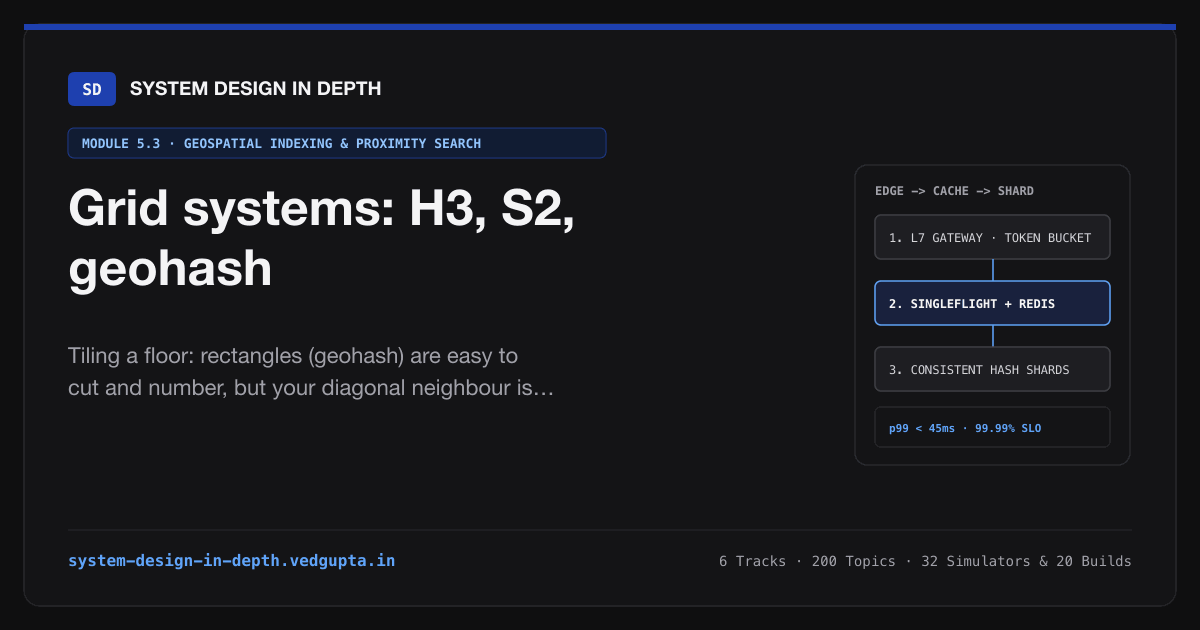 SD
SYSTEM DESIGN IN DEPTH
MODULE 5.3 · GEOSPATIAL INDEXING & PROXIMITY SEARCH
Grid systems: H3, S2,
geohash
Tiling a floor: rectangles (geohash) are easy to
cut and number, but your diagonal neighbour is…
EDGE -> CACHE -> SHARD
1. L7 GATEWAY · TOKEN BUCKET
2. SINGLEFLIGHT + REDIS
3. CONSISTENT HASH SHARDS
p99 < 45ms · 99.99% SLO
system-design-in-depth.vedgupta.in
6 Tracks · 200 Topics · 32 Simulators & 20 Builds